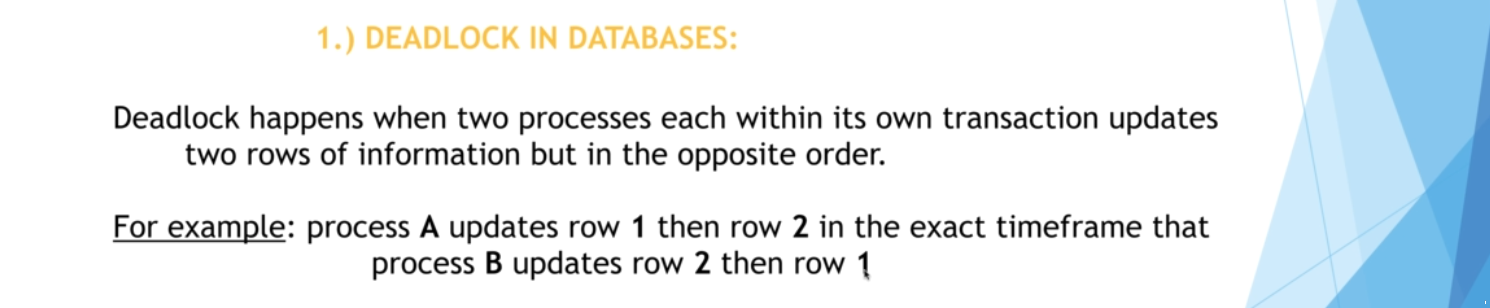 1.) DEADLOCK IN DATABASES:
Deadlock happens when two processes each within its own transaction updates
two rows of information but in the opposite order.
For example: process A updates row 1 then row 2 in the exact timeframe that
process B updates row 2 then row 1